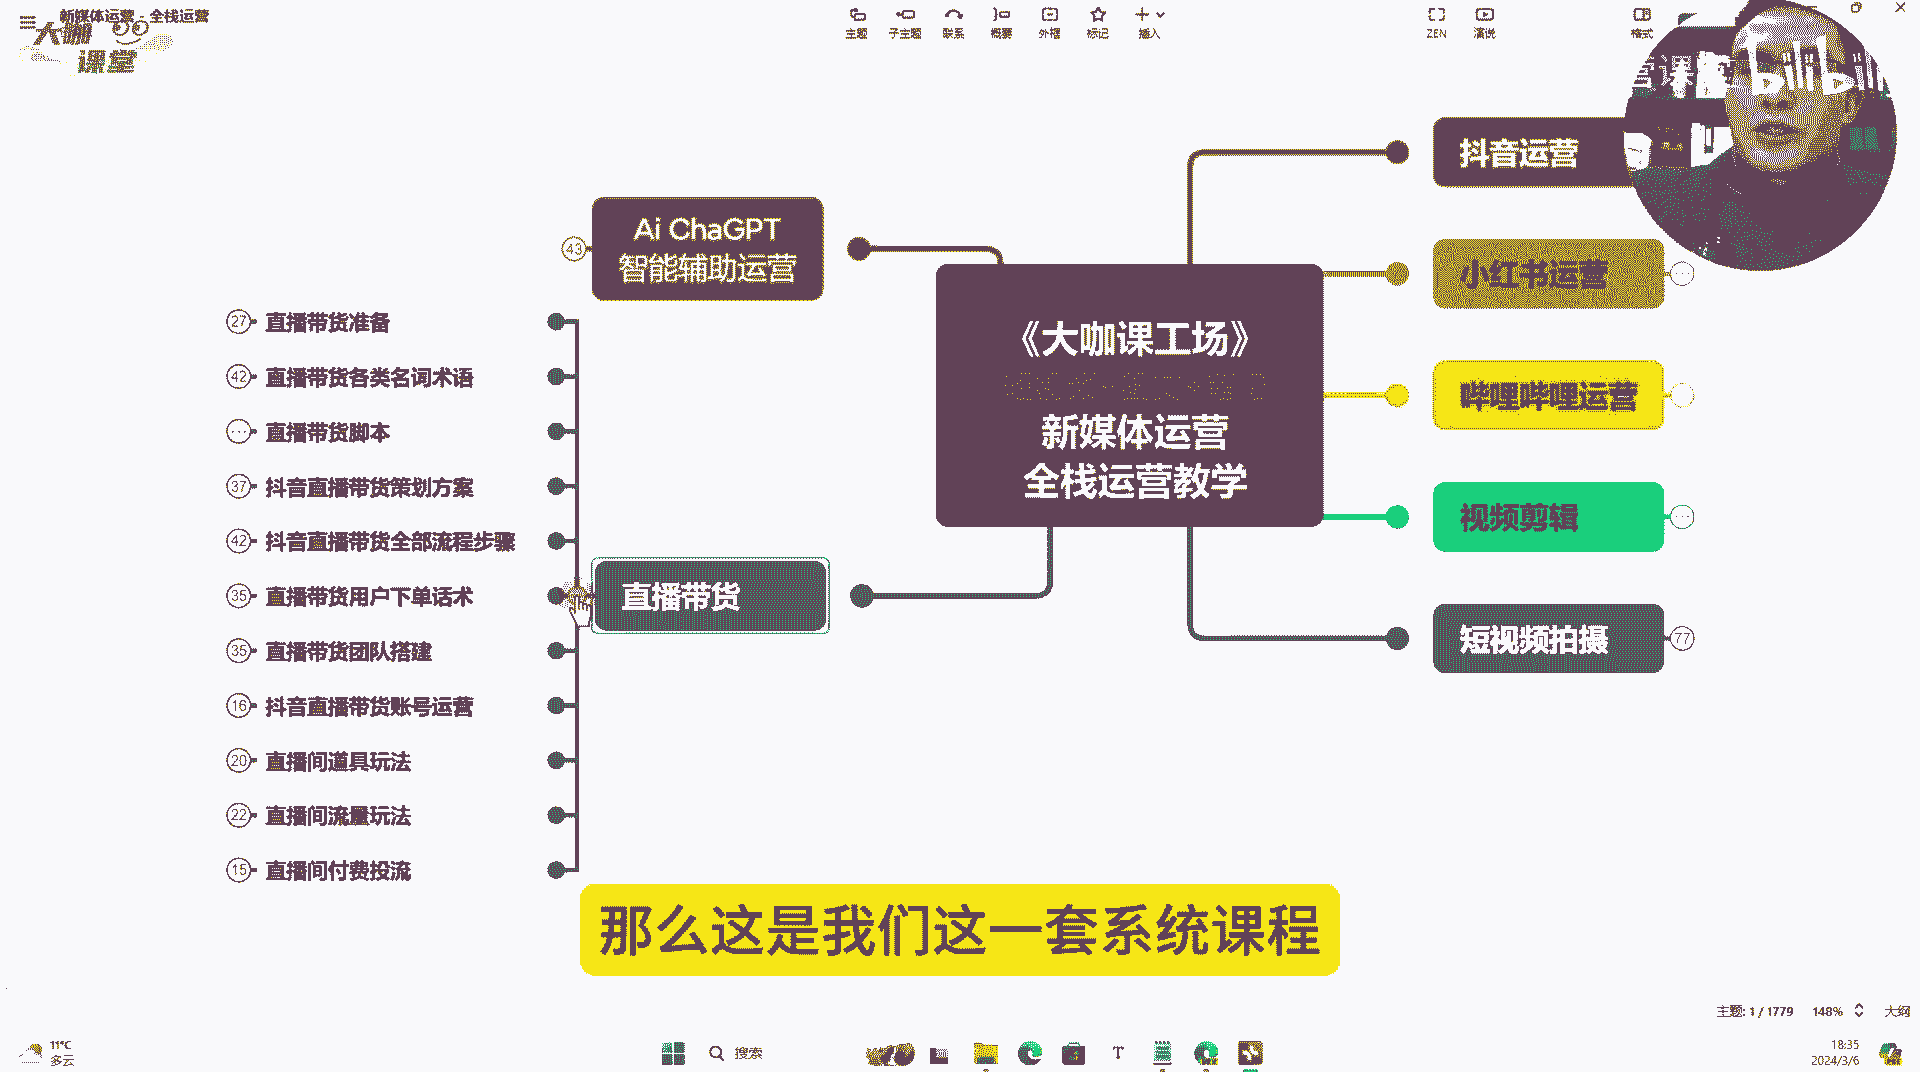 新媒体运营 - 全栈运营
大咖
课堂
主题
子主题
联系
概要
外框
标记
插入
ZEN
演说
格式
抖音运营
Ai ChaGPT
智能辅助运营
43
小红书运营
《大咖课工场》
新媒体运营
全栈运营教学
哔哩哔哩运营
视频剪辑
短视频拍摄
77
直播带货
27
直播带货准备
42
直播带货各类名词术语
直播带货脚本
37
抖音直播带货策划方案
42
抖音直播带货全部流程步骤
35
直播带货用户下单话术
35
直播带货团队搭建
16
抖音直播带货账号运营
20
直播间道具玩法
22
直播间流量玩法
15
直播间付费投流
那么这是我们这一套系统课程
主题: 1 / 1779
148%
大纲
11°C
多云
搜索
18:35
2024/3/6